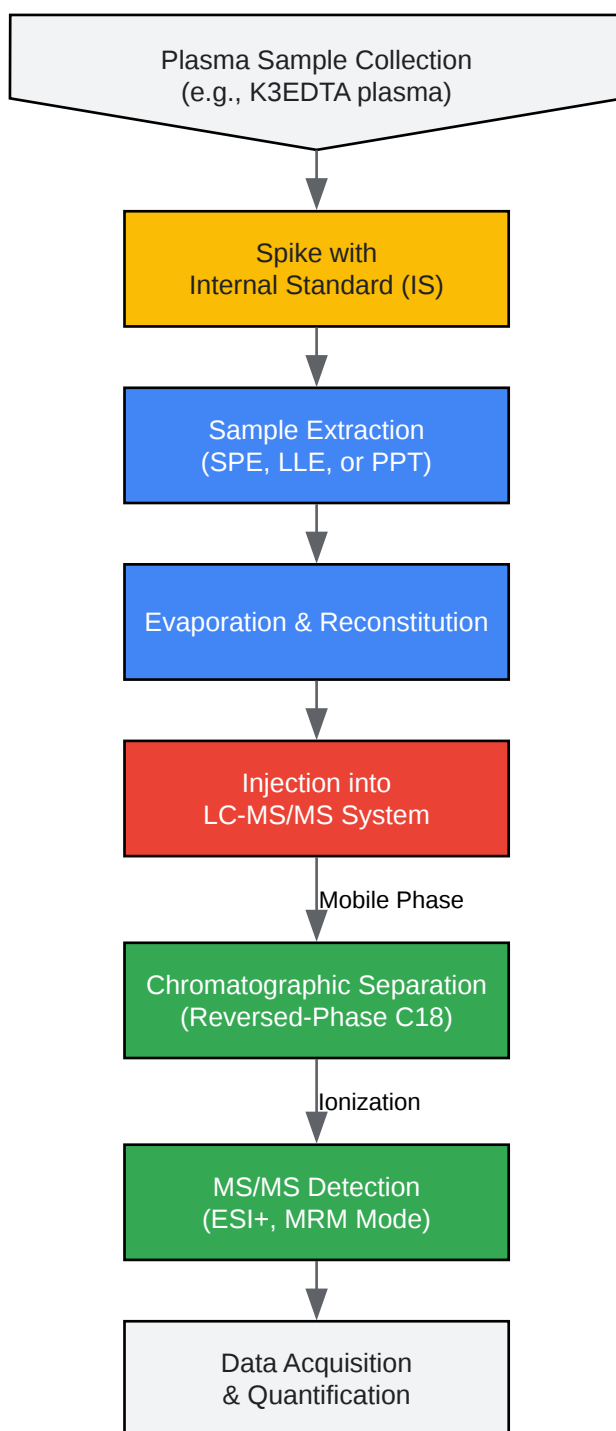 Plasma Sample Collection
(e.g., K3EDTA plasma)
Spike with
Internal Standard (IS)
Sample Extraction
(SPE, LLE, or PPT)
Evaporation & Reconstitution
Injection into
LC-MS/MS System
Mobile Phase
Chromatographic Separation
(Reversed-Phase C18)
Ionization
MS/MS Detection
(ESI+, MRM Mode)
Data Acquisition
& Quantification